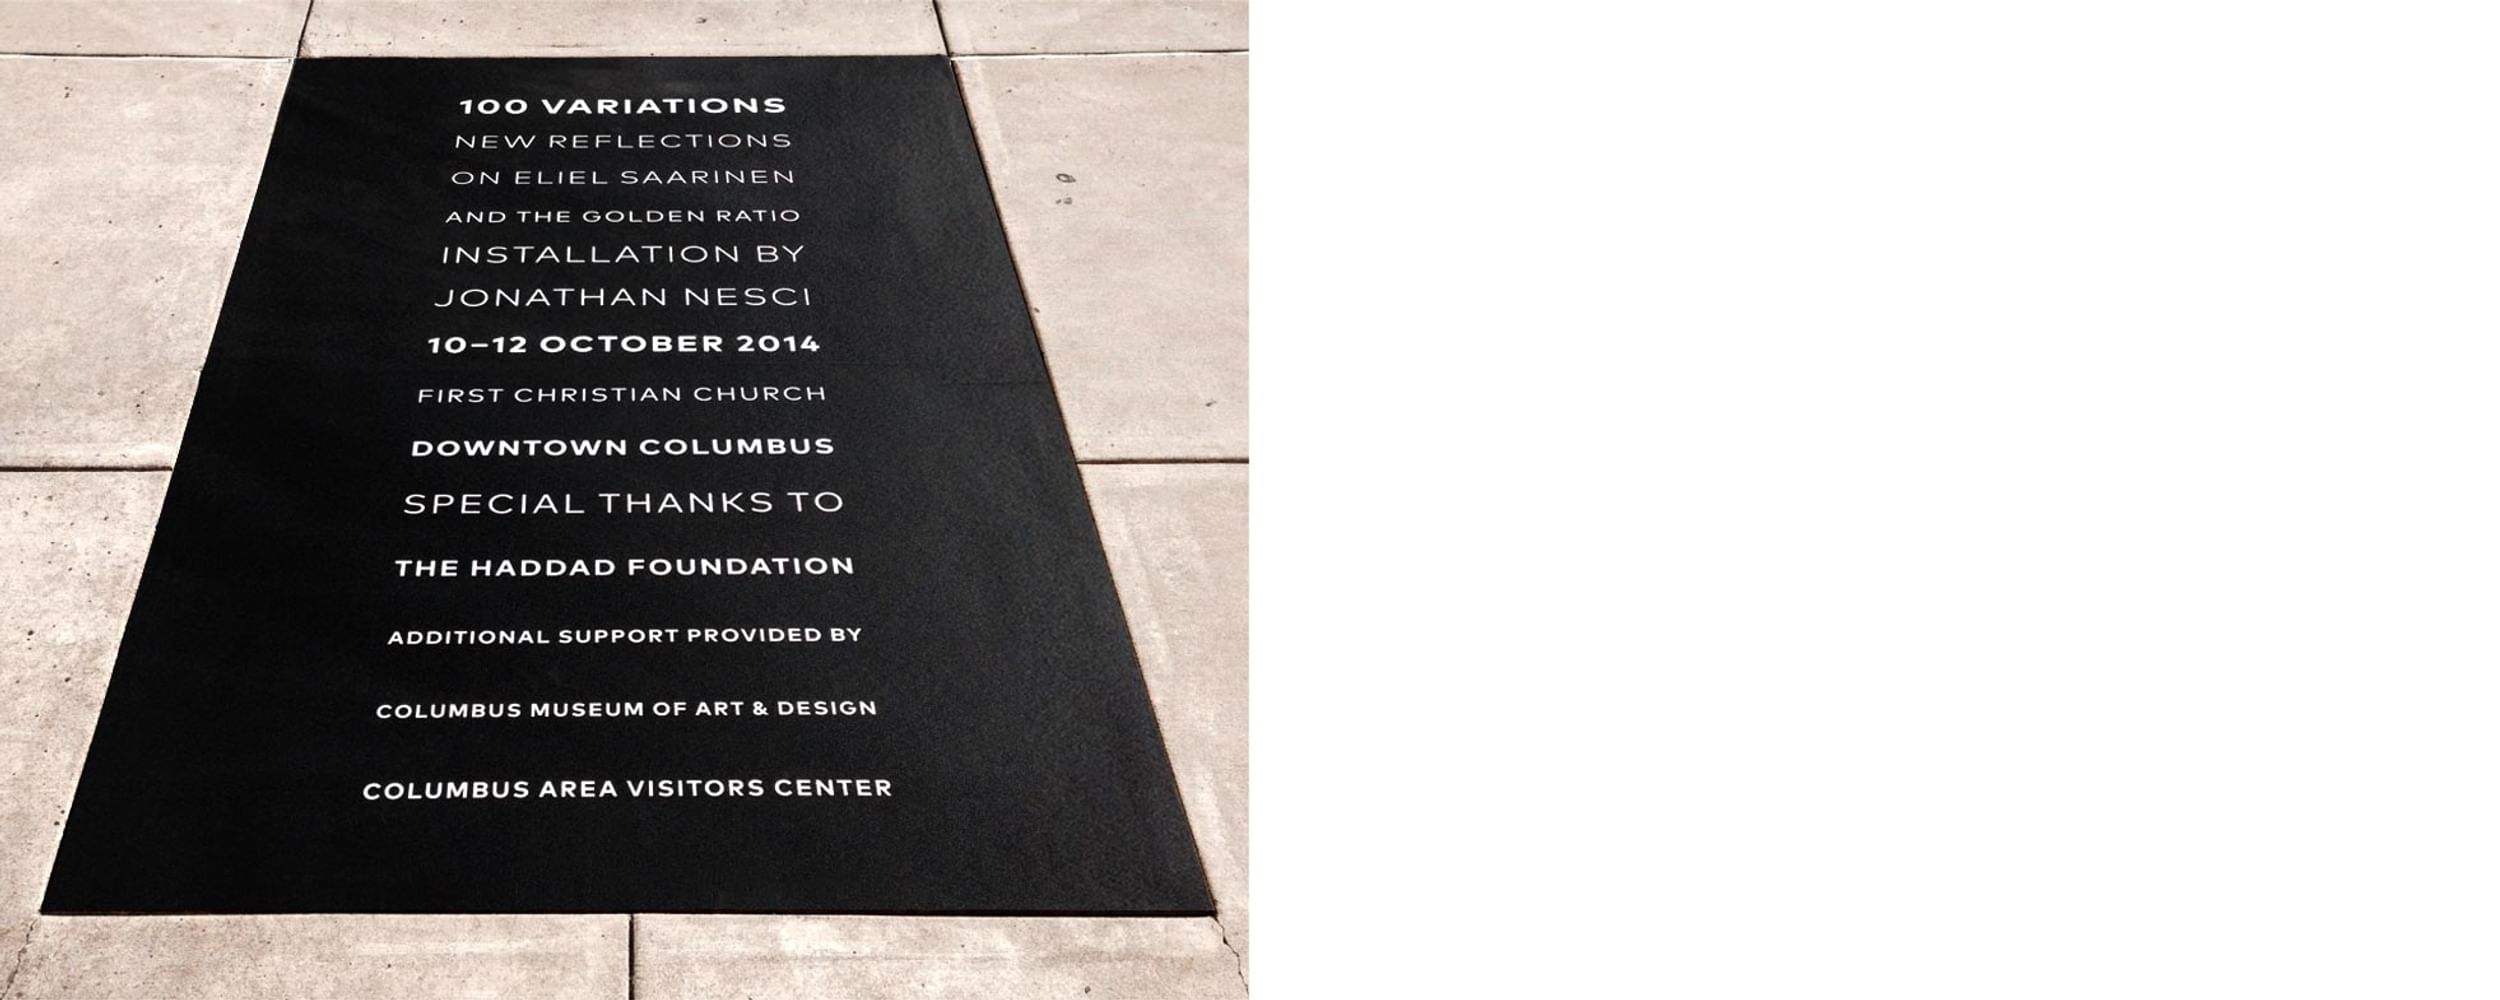 100 VARIATIONS
NEW REFLECTIONS
ON ELIEL SAARINEN
AND THE GOLDEN RATIO
INSTALLATION BY
JONATHAN NESCI
10–12 OCTOBER 2014
FIRST CHRISTIAN CHURCH
DOWNTOWN COLUMBUS
SPECIAL THANKS TO
THE HADDAD FOUNDATION
ADDITIONAL SUPPORT PROVIDED BY
COLUMBUS MUSEUM OF ART & DESIGN
COLUMBUS AREA VISITORS CENTER